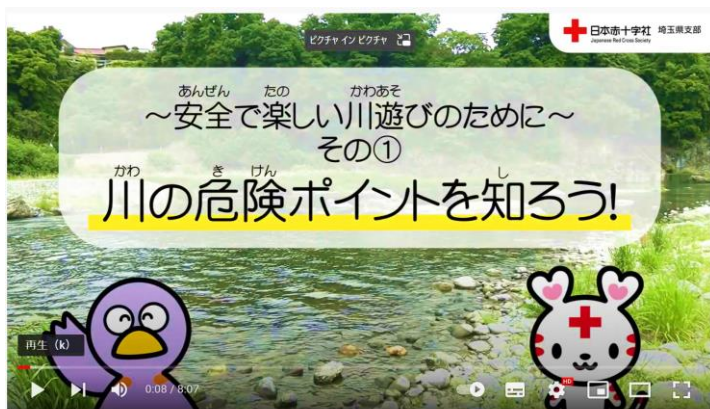 ピクチャ イン ピクチャ
日本赤十字社 埼玉県支部
Japanese Red Cross Society
あんぜん たの かわあそ
～安全で楽しい川遊びのために～
その①
かわ き けん し
川の危険ポイントを知ろう!
再生 (k)
0:08 / 8:07
HD